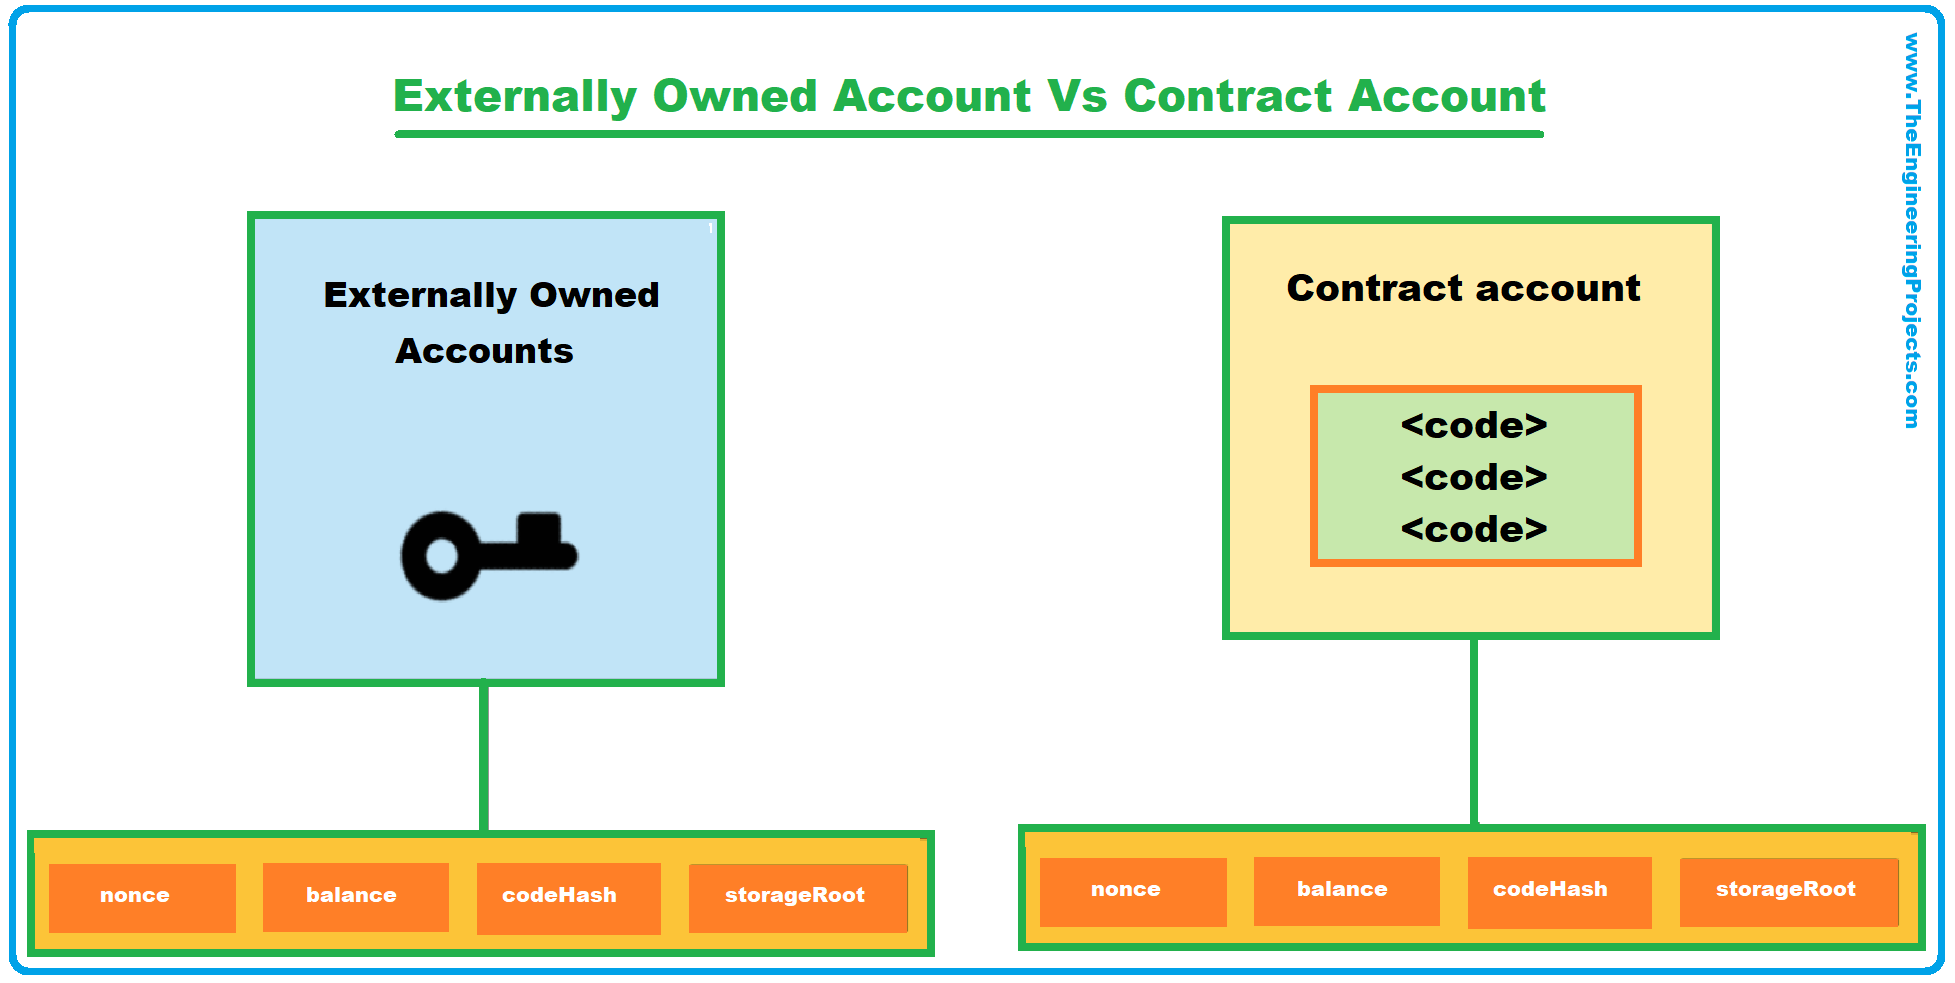 Externally Owned Account Vs Contract Account
www.TheEngineeringProjects.com
1
Externally Owned
Accounts
Contract account
<code>
<code>
<code>
nonce
balance
codeHash
storageRoot
nonce
balance
codeHash
storageRoot